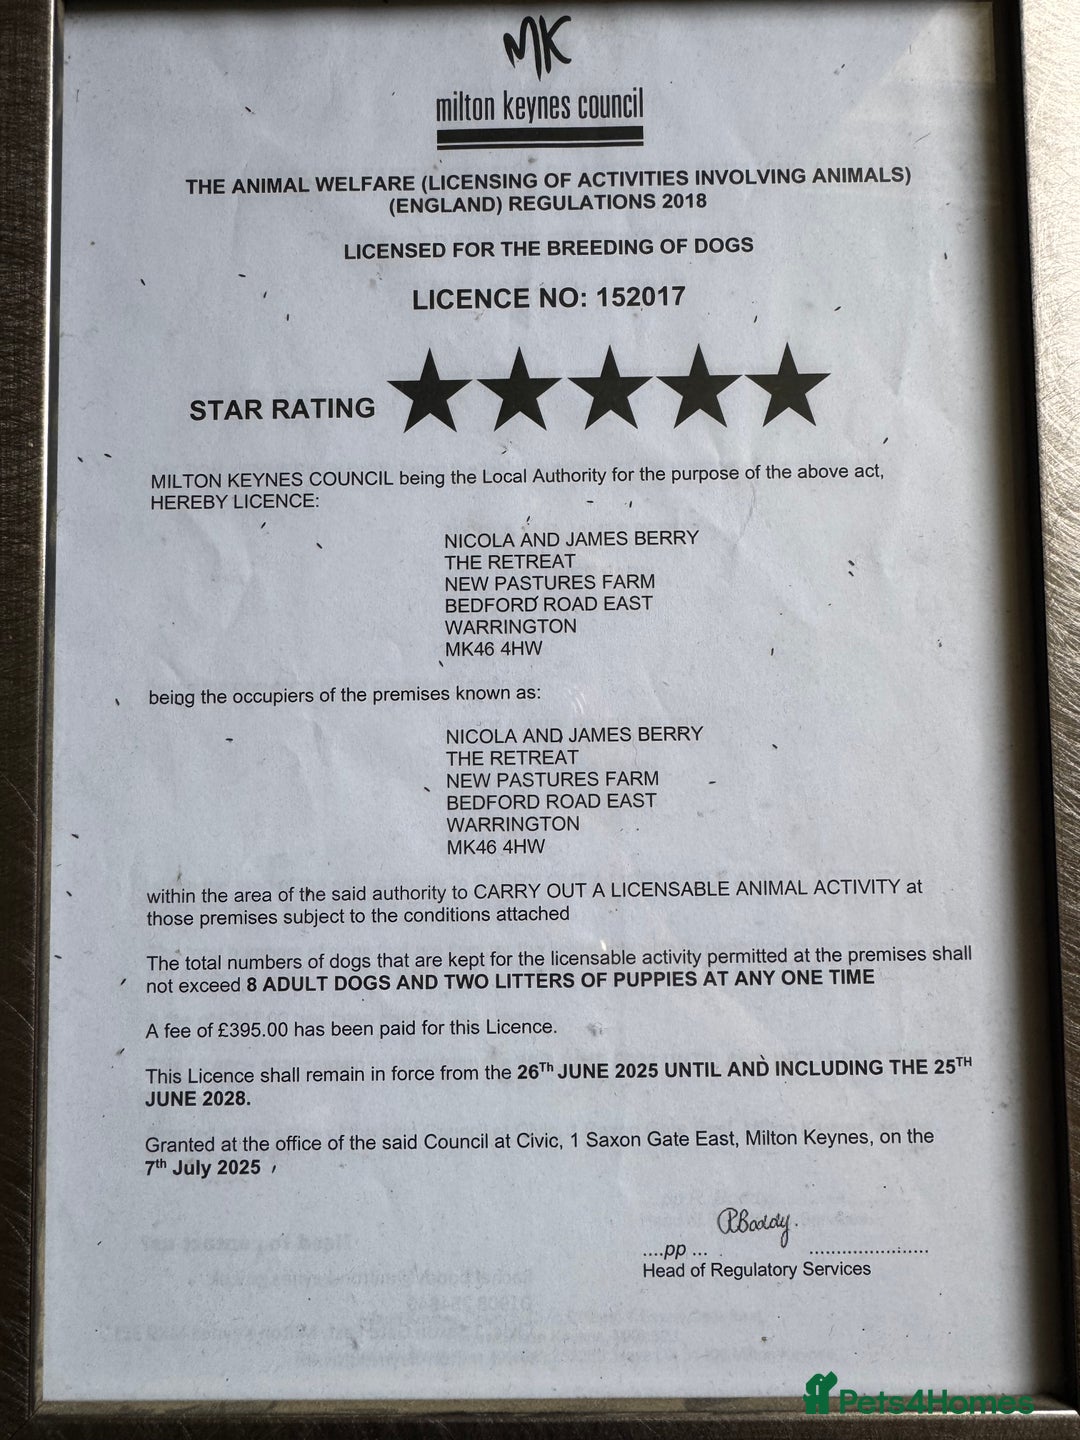 MK
milton keynes council
THE ANIMAL WELFARE (LICENSING OF ACTIVITIES INVOLVING ANIMALS)
(ENGLAND) REGULATIONS 2018
LICENSED FOR THE BREEDING OF DOGS
LICENCE NO: 152017
STAR RATING
MILTON KEYNES COUNCIL being the Local Authority for the purpose of the above act,
HEREBY LICENCE:
NICOLA AND JAMES BERRY
THE RETREAT
NEW PASTURES FARM
BEDFORD ROAD EAST
WARRINGTON
MK46 4HW
being the occupiers of the premises known as:
NICOLA AND JAMES BERRY
THE RETREAT
NEW PASTURES FARM
BEDFORD ROAD EAST
WARRINGTON
MK46 4HW
within the area of the said authority to CARRY OUT A LICENSABLE ANIMAL ACTIVITY at
those premises subject to the conditions attached
The total numbers of dogs that are kept for the licensable activity permitted at the premises shall
not exceed 8 ADULT DOGS AND TWO LITTERS OF PUPPIES AT ANY ONE TIME
A fee of £395.00 has been paid for this Licence.
This Licence shall remain in force from the 26Th JUNE 2025 UNTIL AND INCLUDING THE 25TH
JUNE 2028.
Granted at the office of the said Council at Civic, 1 Saxon Gate East, Milton Keynes, on the
7th July 2025
RBoddy.
....pp ... ..........................
Head of Regulatory Services
Pets4Homes